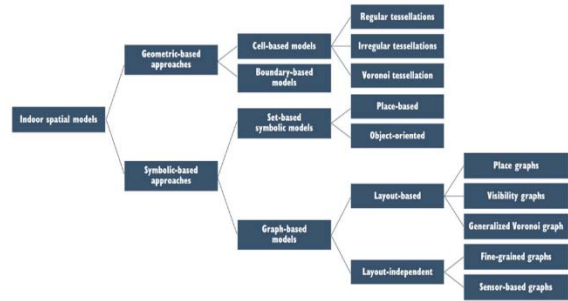 Indoor spatial models
Geometric-based
approaches
Symbolic-based
approaches
Cell-based models
Boundary-based
models
Set-based
symbolic models
Graph-based
models
Regular tessellations
Irregular tessellations
Voronoi tessellation
Place-based
Object-oriented
Layout-based
Layout-independent
Place graphs
Visibility graphs
Generalized Voronoi graph
Fine-grained graphs
Sensor-based graphs